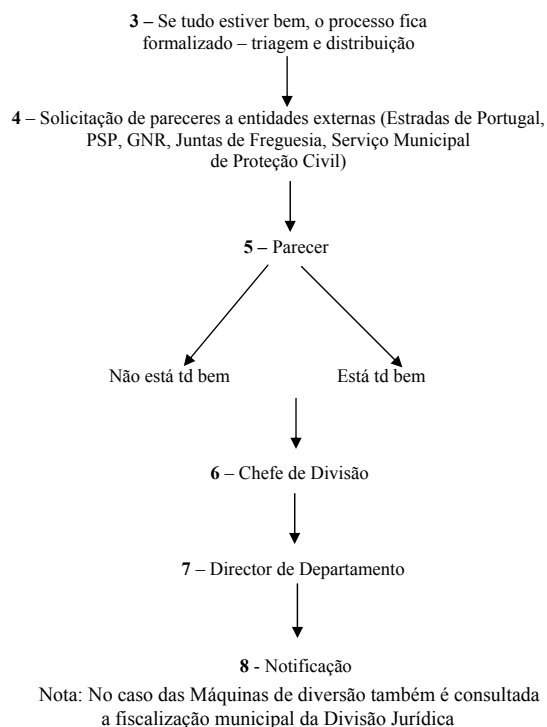 3 – Se tudo estiver bem, o processo fica
formalizado – triagem e distribuição
4 – Solicitação de pareceres a entidades externas (Estradas de Portugal,
PSP, GNR, Juntas de Freguesia, Serviço Municipal
de Proteção Civil)
5 – Parecer
Não está td bem
Está td bem
6 – Chefe de Divisão
7 – Director de Departamento
8 - Notificação
Nota: No caso das Máquinas de diversão também é consultada
a fiscalização municipal da Divisão Jurídica